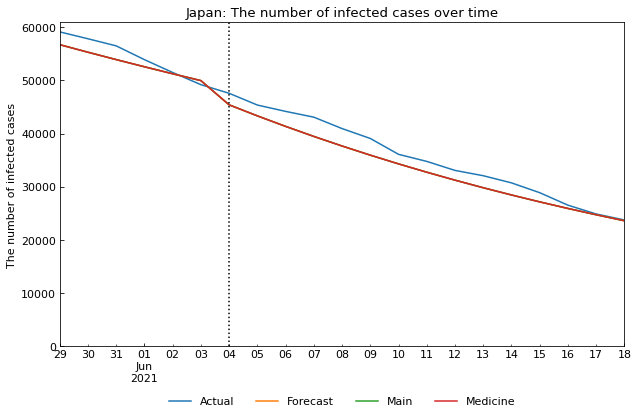 Japan: The number of infected cases over time
The number of infected cases
60000
50000
40000
30000
20000
10000
0
29 30 31 01 02 03 04 05 06 07 08 09 10 11 12 13 14 15 16 17 18
Jun
2021
Actual Forecast Main Medicine